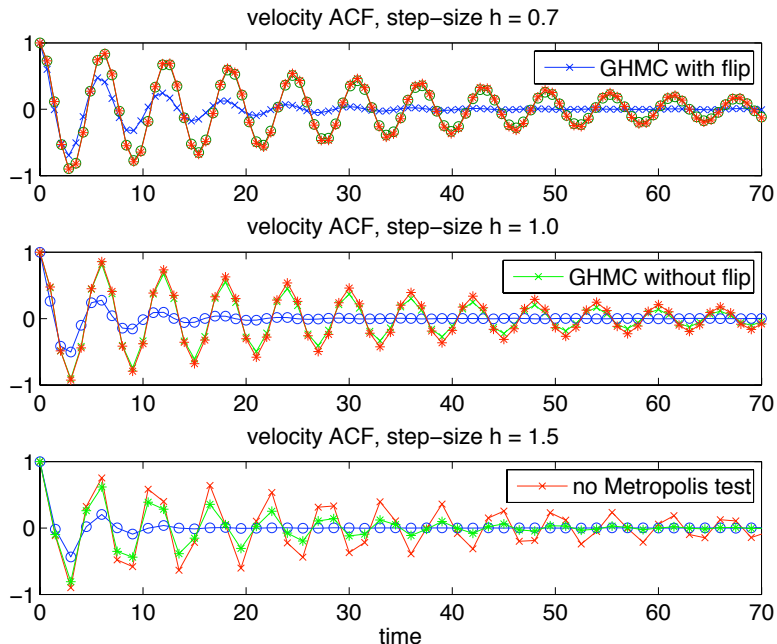 velocity ACF, step-size h = 0.7
1
0
-1
GHMC with flip
0 10 20 30 40 50 60 70
velocity ACF, step-size h = 1.0
1
0
-1
GHMC without flip
0 10 20 30 40 50 60 70
velocity ACF, step-size h = 1.5
1
0
-1
no Metropolis test
0 10 20 30 40 50 60 70
time